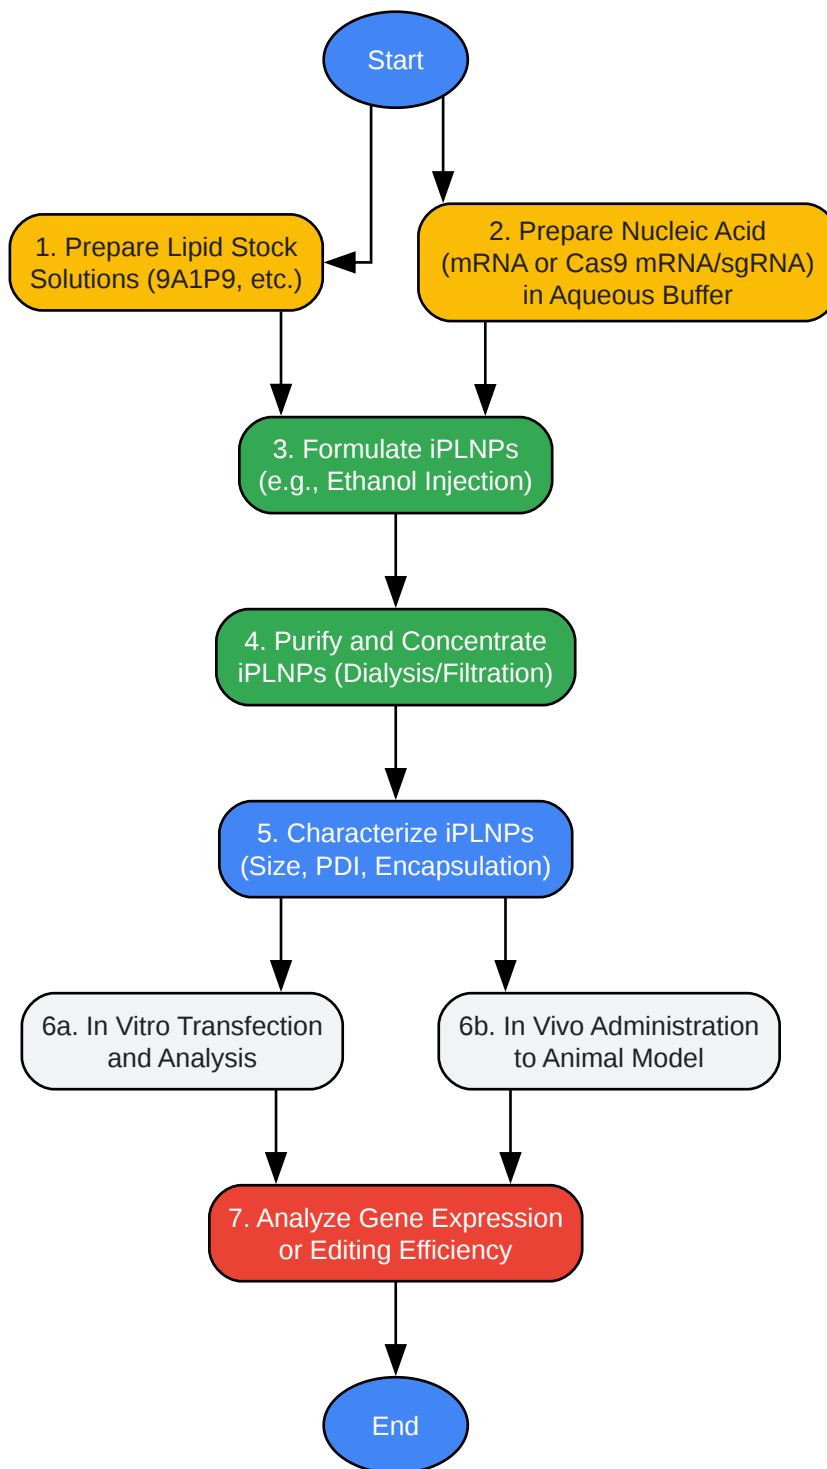 Start
1. Prepare Lipid Stock
Solutions (9A1P9, etc.)
2. Prepare Nucleic Acid
(mRNA or Cas9 mRNA/sgRNA)
in Aqueous Buffer
3. Formulate iPLNPs
(e.g., Ethanol Injection)
4. Purify and Concentrate
iPLNPs (Dialysis/Filtration)
5. Characterize iPLNPs
(Size, PDI, Encapsulation)
6a. In Vitro Transfection
and Analysis
6b. In Vivo Administration
to Animal Model
7. Analyze Gene Expression
or Editing Efficiency
End